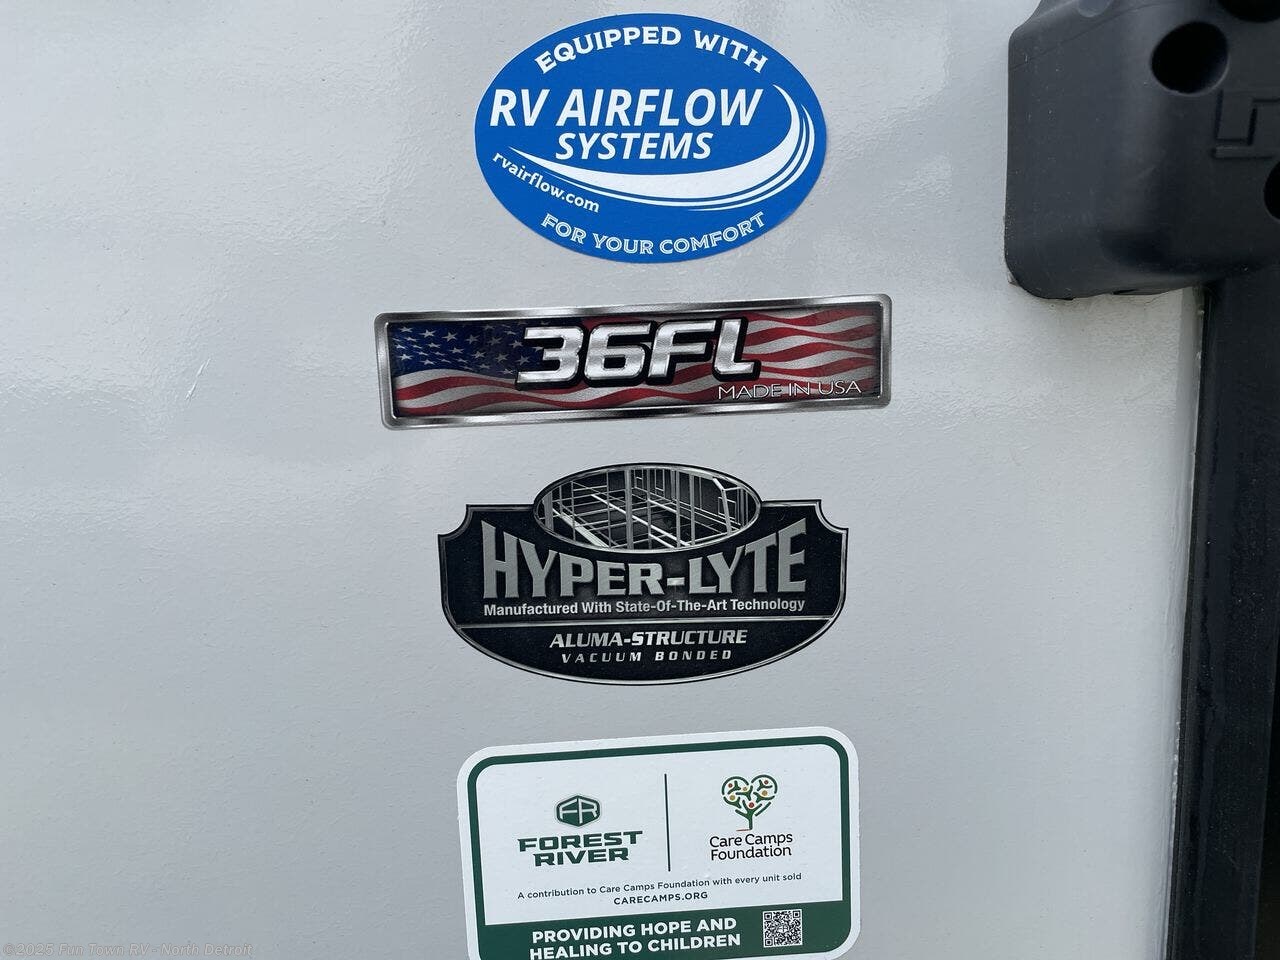 EQUIPPED WITH
RV AIRFLOW
SYSTEMS
rvairflow.com
FOR YOUR COMFORT
36FL
MADE IN USA
HYPER-LYTE
Manufactured With State-Of-The-Art Technology
ALUMA-STRUCTURE
VACUUM BONDED
FR
FOREST
RIVER
Care Camps
Foundation
A contribution to Care Camps Foundation with every unit sold
CARECAMPS.ORG
PROVIDING HOPE AND
HEALING TO CHILDREN
©2025 Fun Town RV - North Detroit